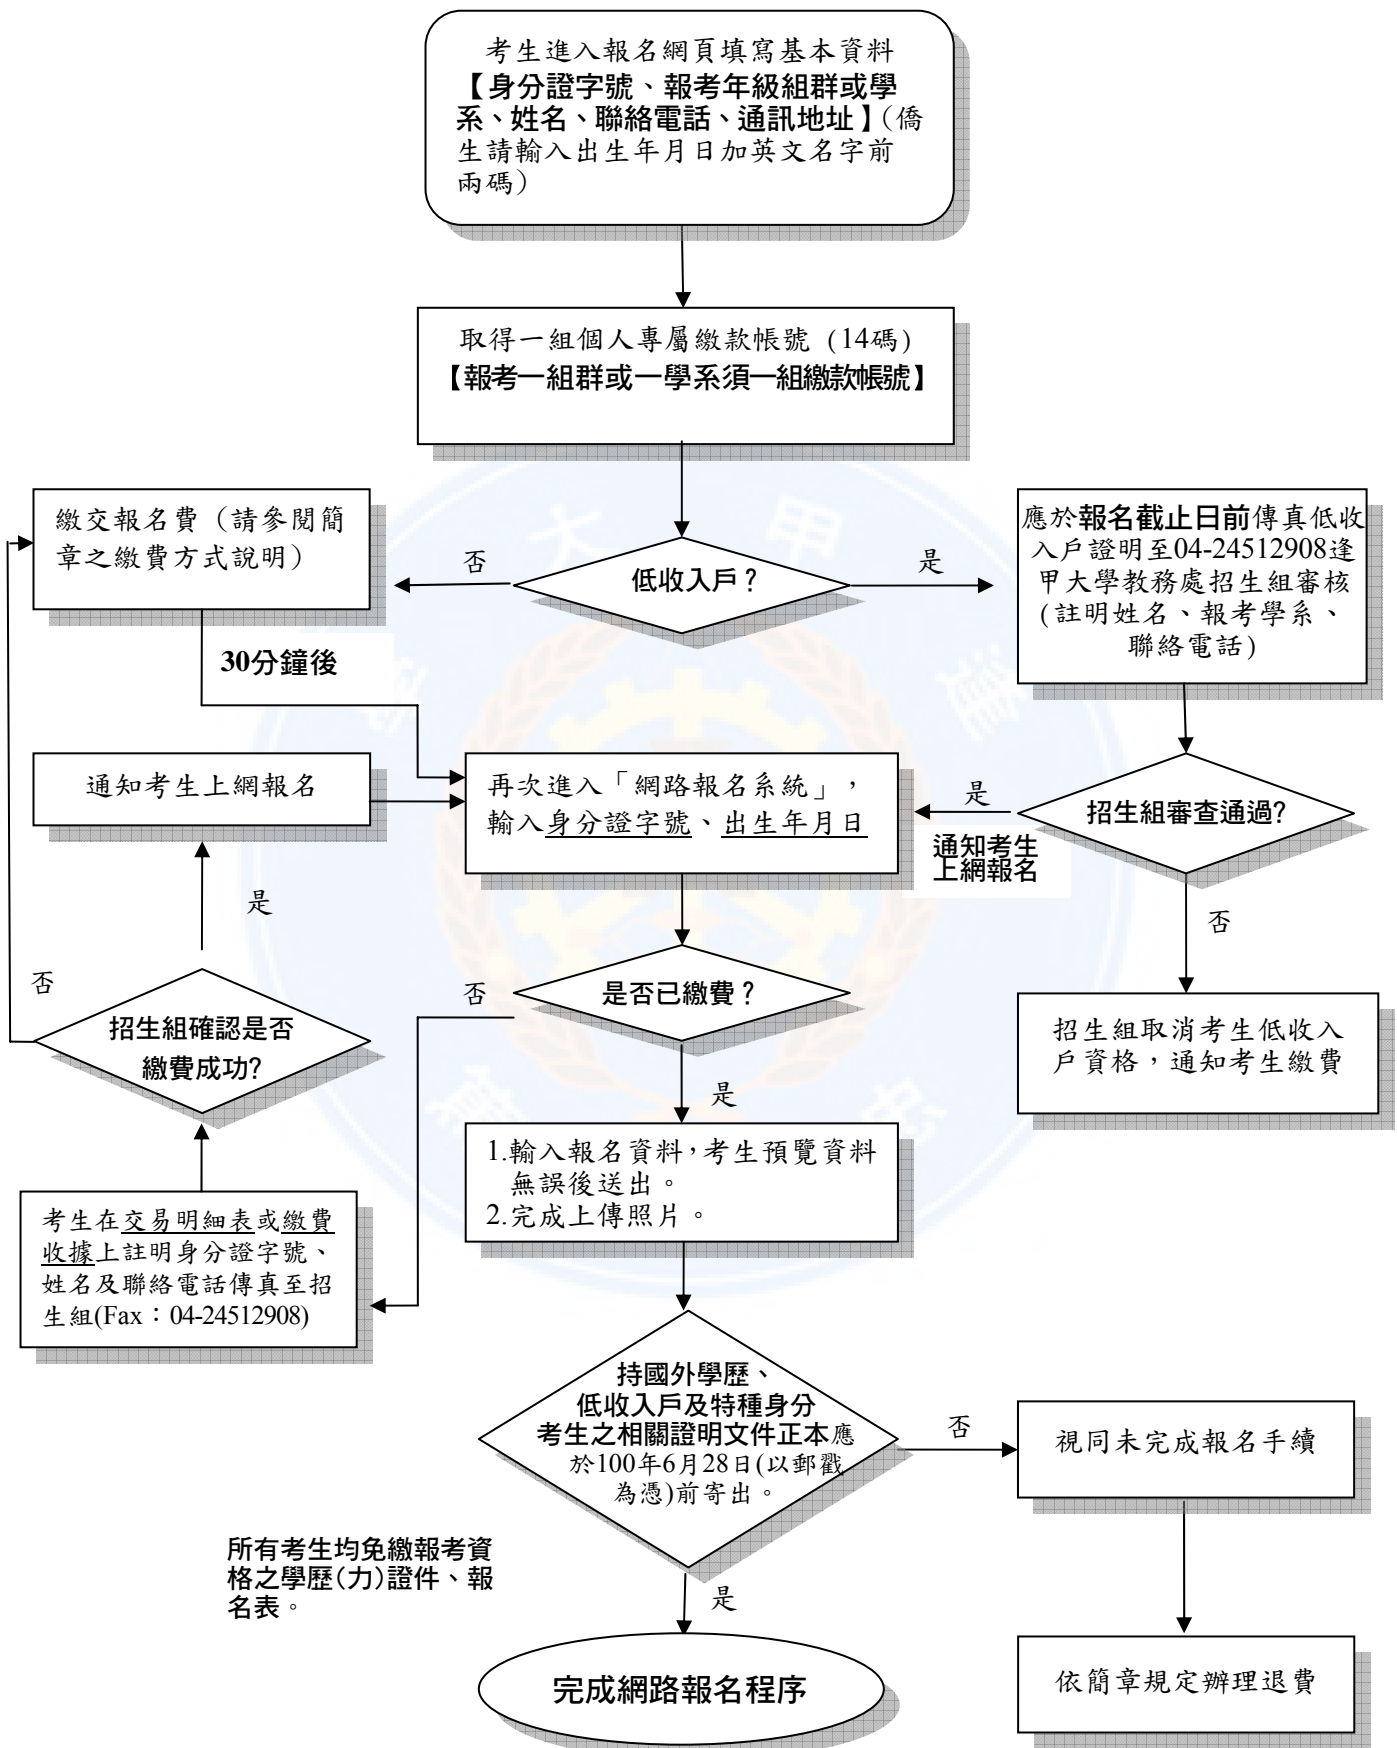 考生進入報名網頁填寫基本資料
【身分證字號、報考年級組群或學
系、姓名、聯絡電話、通訊地址】(僑
生請輸入出生年月日加英文名字前
兩碼)
取得一組個人專屬繳款帳號 (14碼)
【報考一組群或一學系須一組繳款帳號】
繳交報名費（請參閱簡
章之繳費方式說明）
否
低收入戶？
是
應於報名截止日前傳真低收
入戶證明至04-24512908逢
甲大學教務處招生組審核
(註明姓名、報考學系、
聯絡電話)
30分鐘後
通知考生上網報名
再次進入「網路報名系統」，
輸入身分證字號、出生年月日
是
通知考生
上網報名
招生組審查通過?
是
否
否
招生組確認是否
繳費成功?
否
是否已繳費？
是
招生組取消考生低收入
戶資格，通知考生繳費
1.輸入報名資料，考生預覽資料
無誤後送出。
2.完成上傳照片。
考生在交易明細表或繳費
收據上註明身分證字號、
姓名及聯絡電話傳真至招
生組(Fax：04-24512908)
持國外學歷、
低收入戶及特種身分
考生之相關證明文件正本應
於100年6月28日(以郵戳
為憑)前寄出。
否
視同未完成報名手續
所有考生均免繳報考資
格之學歷(力)證件、報
名表。
是
完成網路報名程序
依簡章規定辦理退費